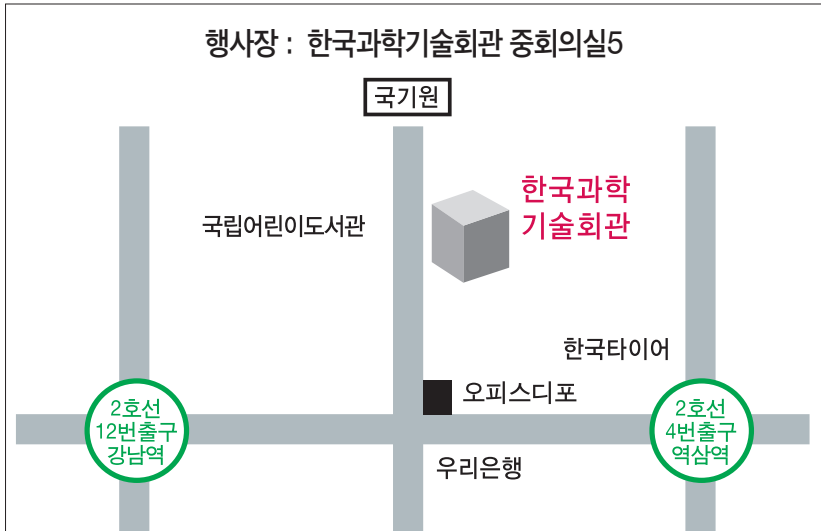 행사장 : 한국과학기술회관 중회의실5
국기원
한국과학
기술회관
국립어린이도서관
한국타이어
오피스디포
2호선
12번출구
강남역
2호선
4번출구
역삼역
우리은행